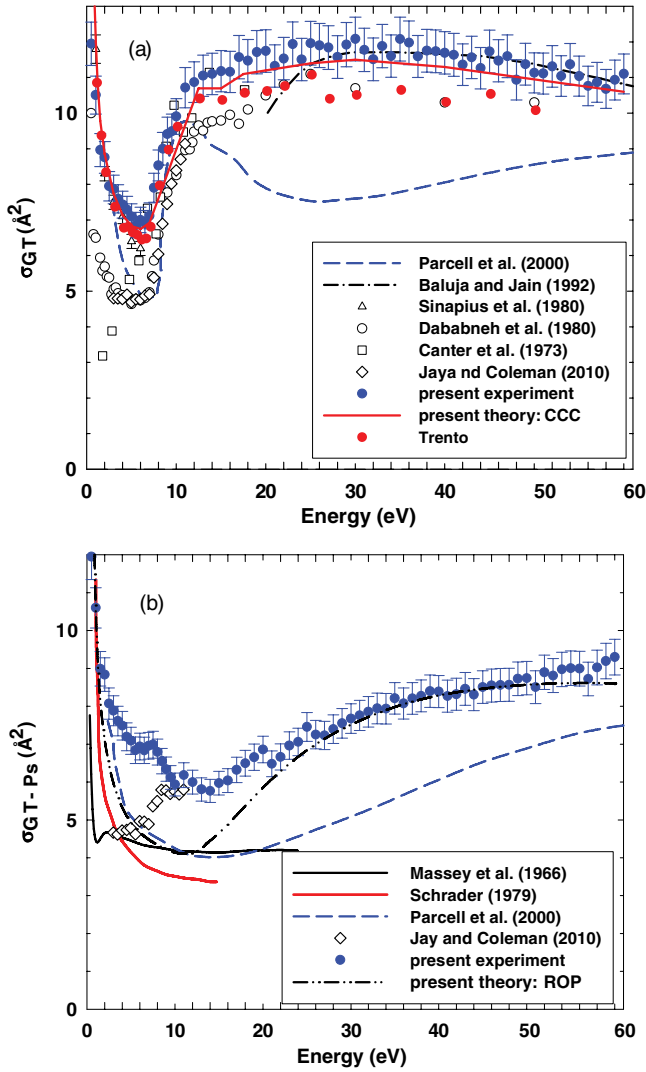 (a)
10
5
0
σGT (Å²)
Parcell et al. (2000)
Baluja and Jain (1992)
Sinapius et al. (1980)
Dababneh et al. (1980)
Canter et al. (1973)
Jaya nd Coleman (2010)
present experiment
present theory: CCC
Trento
0 10 20 30 40 50 60
Energy (eV)
(b)
10
5
0
σGT - Ps (Å²)
Massey et al. (1966)
Schrader (1979)
Parcell et al. (2000)
Jay and Coleman (2010)
present experiment
present theory: ROP
0 10 20 30 40 50 60
Energy (eV)